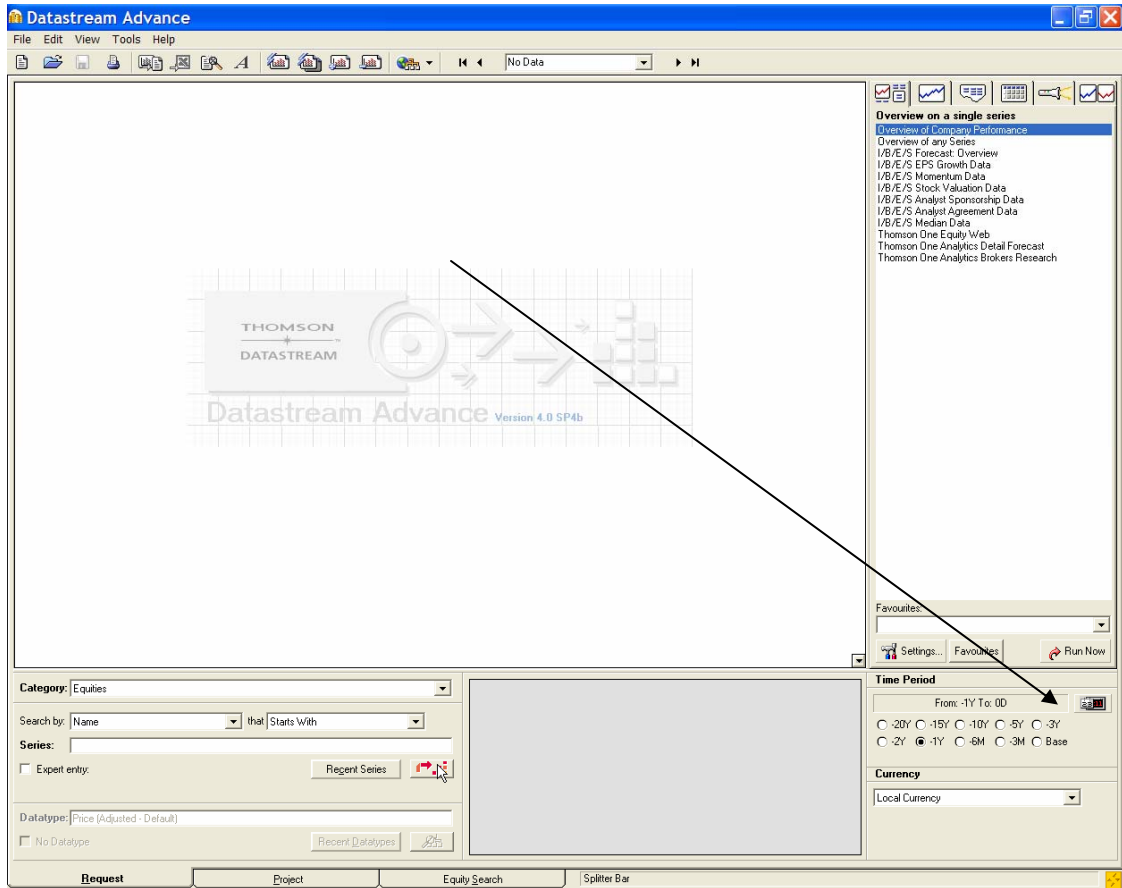 Datastream Advance
File Edit View Tools Help
A No Data
Overview on a single series
Overview of Company Performance
Overview of any Series
I/B/E/S Forecast: Overview
I/B/E/S EPS Growth Data
I/B/E/S Momentum Data
I/B/E/S Stock Valuation Data
I/B/E/S Analyst Sponsorship Data
I/B/E/S Analyst Agreement Data
I/B/E/S Median Data
Thomson One Equity Web
Thomson One Analytics Detail Forecast
Thomson One Analytics Brokers Research
THOMSON
DATASTREAM
Datastream Advance Version 4.0 SP4b
Favourites:
Settings... Favourites Run Now
Category: Equities
Search by: Name that Starts With
Series:
Expert entry: Recent Series
Datatype: Price (Adjusted - Default)
No Datatype Recent Datatypes
Time Period
From: -1Y To: 0D
-20Y -15Y -10Y -5Y -3Y
-2Y -1Y -6M -3M Base
Currency
Local Currency
Request Project Equity Search Splitter Bar